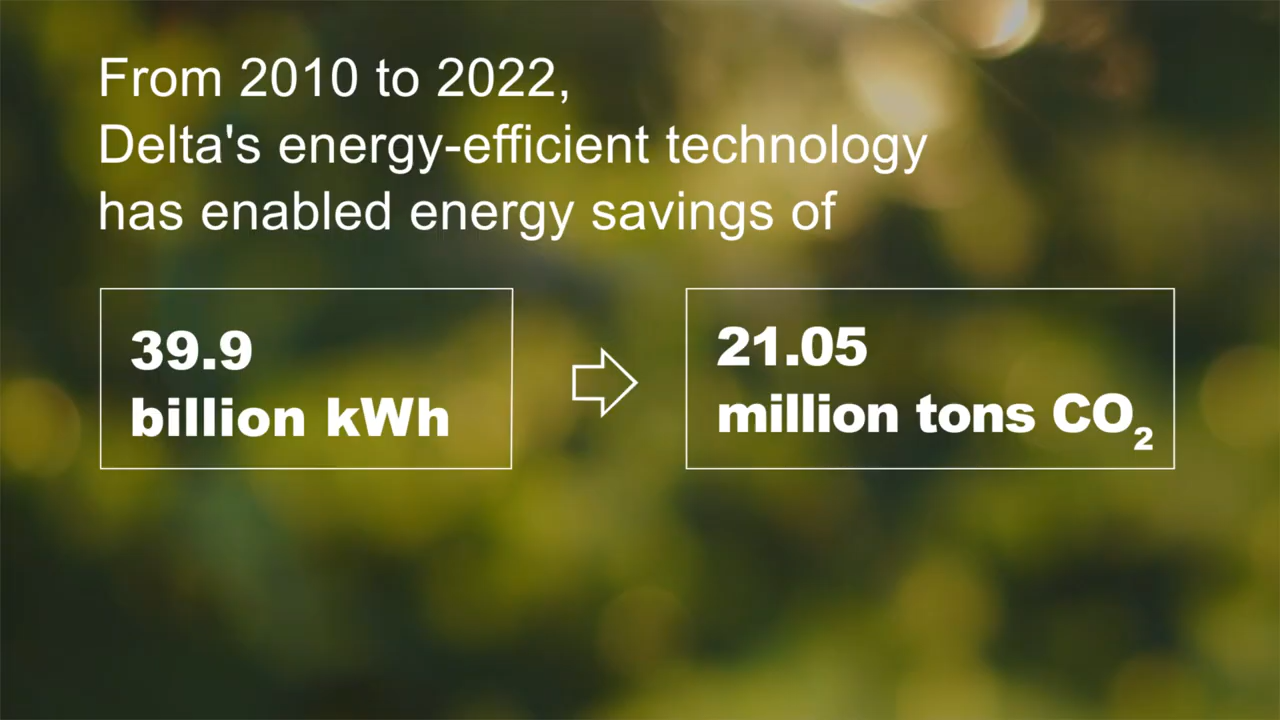 From 2010 to 2022,
Delta's energy-efficient technology
has enabled energy savings of
39.9
billion kWh
21.05
million tons CO₂